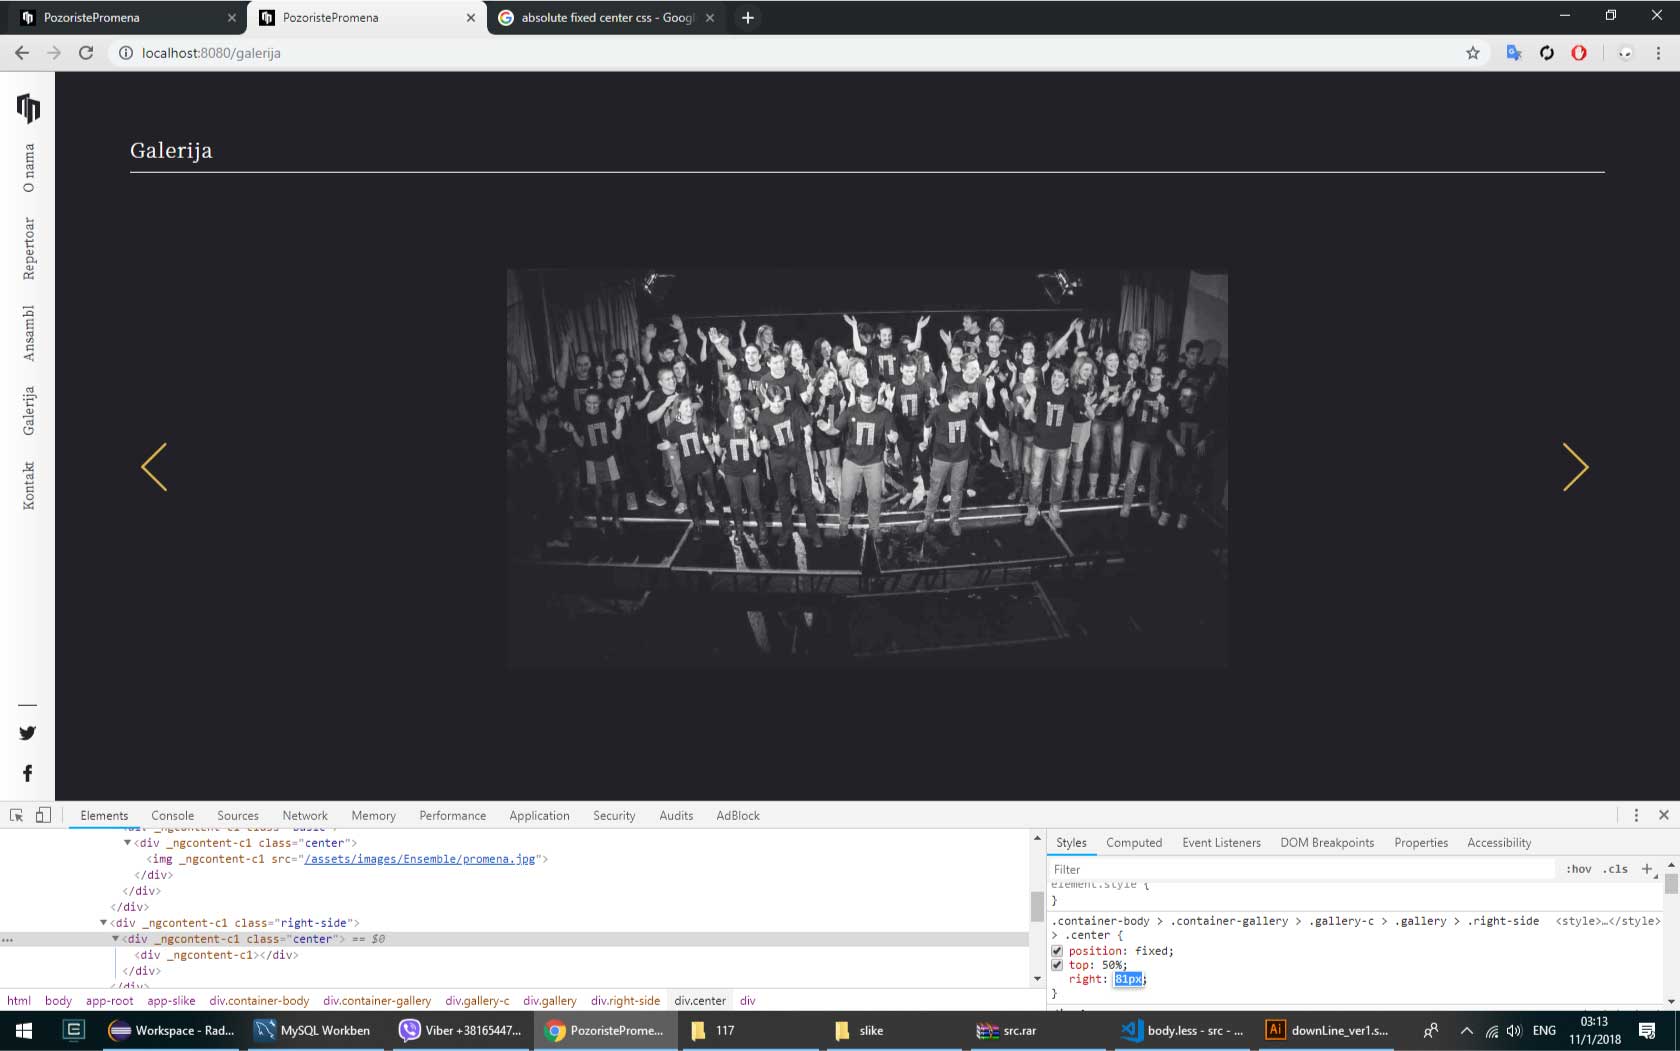 PozoristePromena
PozoristePromena
absolute fixed center css - Googl
localhost:8080/galerija
O nama
Repertoar
Ansambl
Galerija
Kontakt
Galerija
Elements Console Sources Network Memory Performance Application Security Audits AdBlock
<div _ngcontent-c1 class="center">
<img _ngcontent-c1 src="/assets/images/Ensemble/promena.jpg">
</div>
</div>
</div>
<div _ngcontent-c1 class="right-side">
<div _ngcontent-c1 class="center"> == $0
<div _ngcontent-c1></div>
</div>
</div>
html body app-root app-slike div.container-body div.container-gallery div.gallery-c div.gallery div.right-side div.center div
Styles Computed Event Listeners DOM Breakpoints Properties Accessibility
Filter :hov .cls +
element.style {
}
.container-body > .container-gallery > .gallery-c > .gallery > .right-side <style>…</style>
> .center {
position: fixed;
top: 50%;
right: 81px;
}
Workspace - Rad...
MySQL Workben
Viber +38165447...
PozoristeProme...
117
slike
src.rar
body.less - src - ...
Ai
downLine_ver1.s...
ENG
03:13
11/1/2018